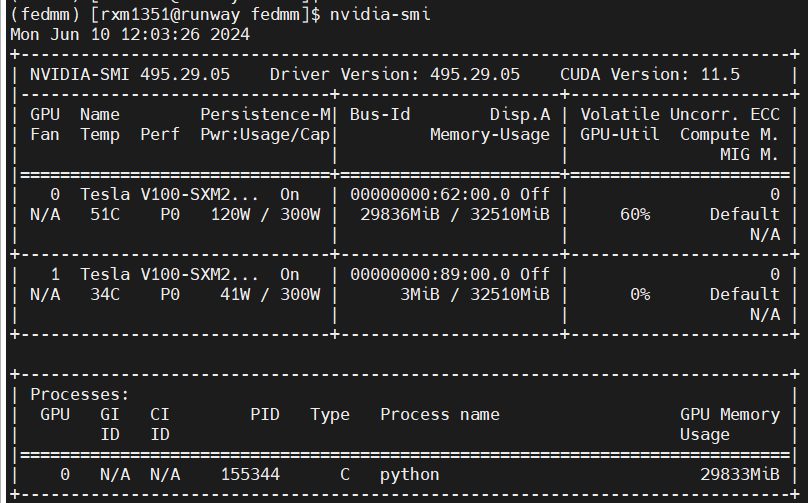 (fedmm) [rxm1351@runway fedmm]$ nvidia-smi
Mon Jun 10 12:03:26 2024
+-----------------------------------------------------------------------------+
| NVIDIA-SMI 495.29.05    Driver Version: 495.29.05    CUDA Version: 11.5     |
|-------------------------------+----------------------+----------------------+
| GPU  Name        Persistence-M| Bus-Id        Disp.A | Volatile Uncorr. ECC |
| Fan  Temp  Perf  Pwr:Usage/Cap|         Memory-Usage | GPU-Util  Compute M. |
|                               |                      |               MIG M. |
|===============================+======================+======================|
|   0  Tesla V100-SXM2...  On   | 00000000:62:00.0 Off |                    0 |
| N/A   51C    P0   120W / 300W |  29836MiB / 32510MiB |     60%      Default |
|                               |                      |                  N/A |
+-------------------------------+----------------------+----------------------+
|   1  Tesla V100-SXM2...  On   | 00000000:89:00.0 Off |                    0 |
| N/A   34C    P0    41W / 300W |      3MiB / 32510MiB |      0%      Default |
|                               |                      |                  N/A |
+-------------------------------+----------------------+----------------------+
+-----------------------------------------------------------------------------+
| Processes:                                                                  |
|  GPU   GI   CI        PID   Type   Process name                  GPU Memory |
|        ID   ID                                                   Usage      |
|=============================================================================|
|    0   N/A  N/A    155344      C   python                          29833MiB |
+-----------------------------------------------------------------------------+